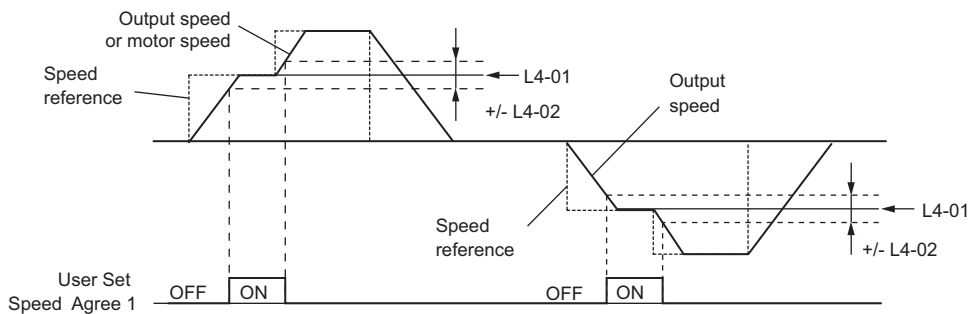 Output speed
or motor speed
Speed
reference
L4-01
+/- L4-02
Output
speed
Speed
reference
L4-01
+/- L4-02
User Set
Speed Agree 1
OFF
ON
OFF
ON